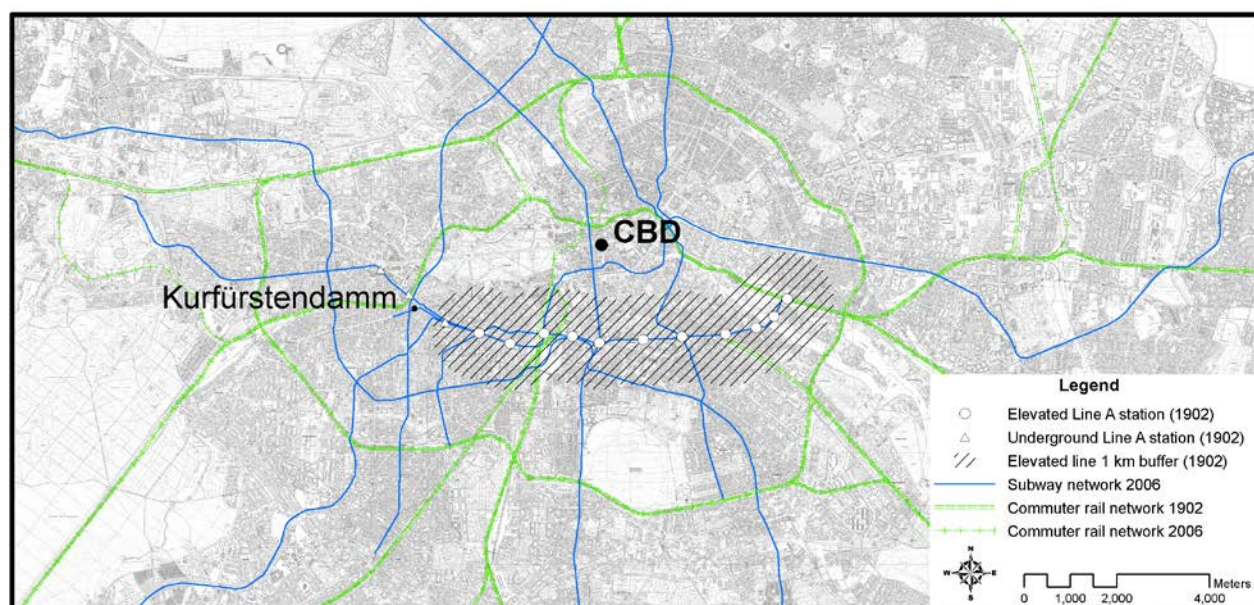 CBD
Kurfürstendamm
Legend
Elevated Line A station (1902)
Underground Line A station (1902)
Elevated line 1 km buffer (1902)
Subway network 2006
Commuter rail network 1902
Commuter rail network 2006
N
W E
S
Meters
0 1,000 2,000 4,000